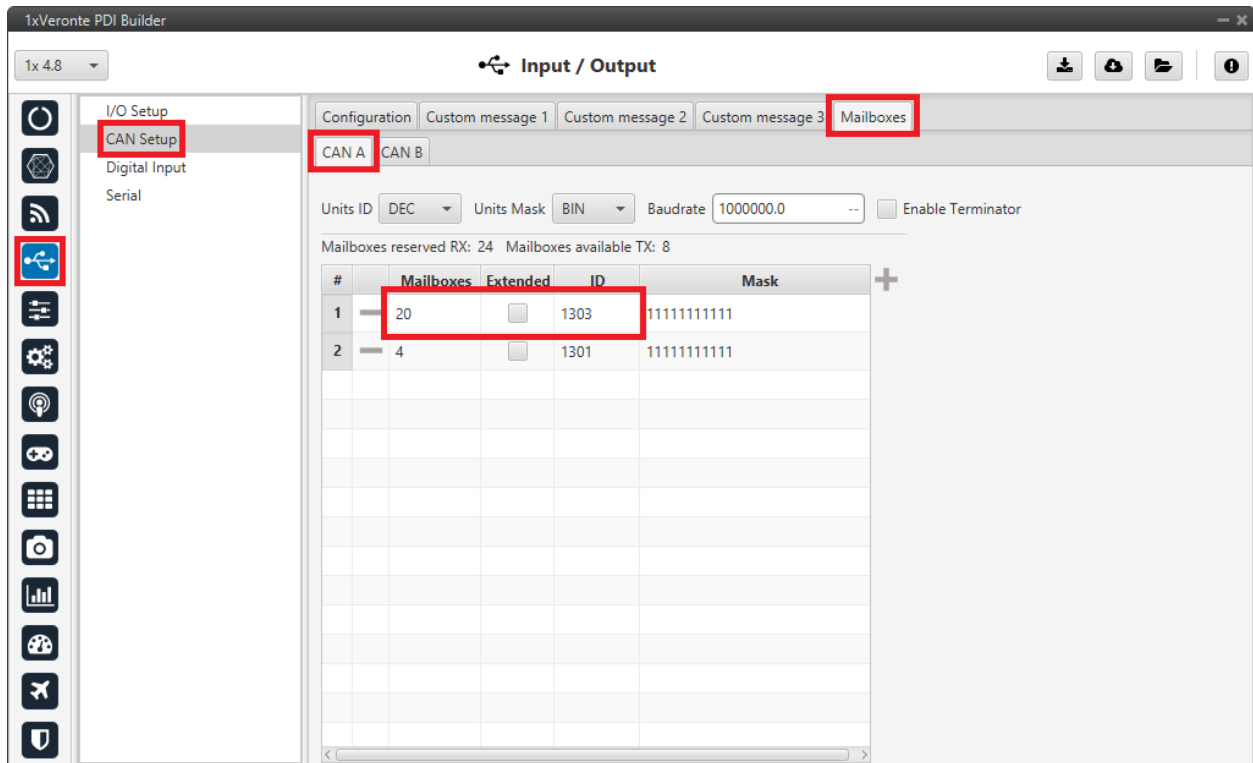 1xVeronte PDI Builder
1x 4.8
Input / Output
I/O Setup
CAN Setup
Digital Input
Serial
Configuration Custom message 1 Custom message 2 Custom message 3 Mailboxes
CAN A CAN B
Units ID DEC Units Mask BIN Baudrate 1000000.0 -- Enable Terminator
Mailboxes reserved RX: 24 Mailboxes available TX: 8
# Mailboxes Extended ID Mask
1 20 1303 11111111111
2 4 1301 11111111111